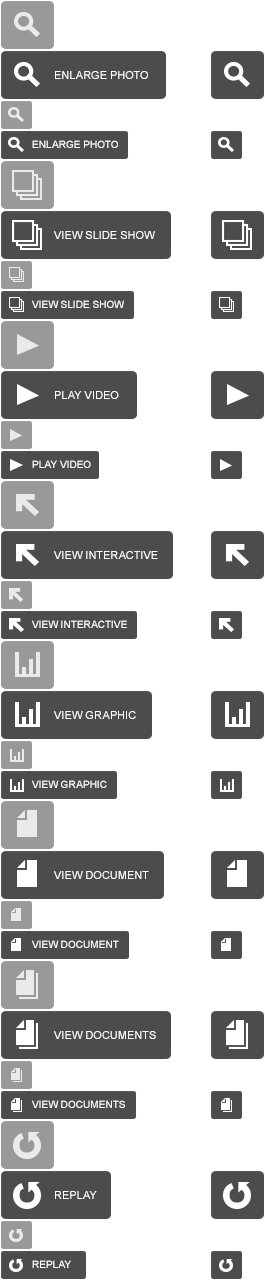 ENLARGE PHOTO
ENLARGE PHOTO
VIEW SLIDE SHOW
VIEW SLIDE SHOW
PLAY VIDEO
PLAY VIDEO
VIEW INTERACTIVE
VIEW INTERACTIVE
VIEW GRAPHIC
VIEW GRAPHIC
VIEW DOCUMENT
VIEW DOCUMENT
VIEW DOCUMENTS
VIEW DOCUMENTS
REPLAY
REPLAY